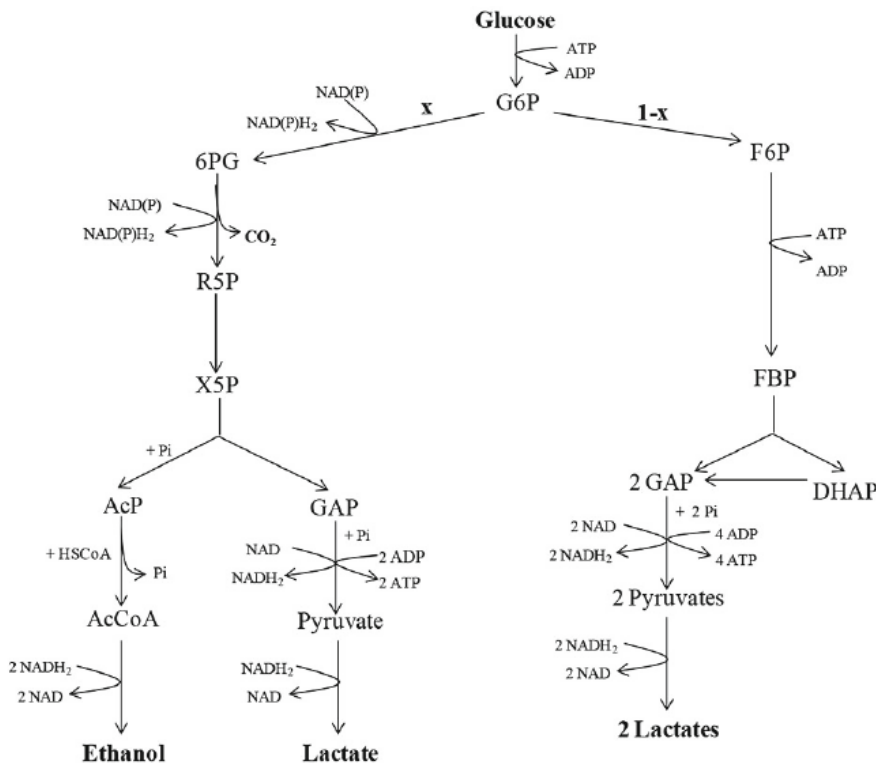 Glucose
ATP
ADP
G6P
NAD(P)
NAD(P)H₂
x
1-x
6PG
F6P
NAD(P)
NAD(P)H₂
CO₂
ATP
ADP
R5P
X5P
FBP
+ Pi
AcP
GAP
2 GAP
DHAP
+ HSCoA
Pi
+ Pi
NAD
NADH₂
2 ADP
2 ATP
+ 2 Pi
2 NAD
2 NADH₂
4 ADP
4 ATP
AcCoA
Pyruvate
2 Pyruvates
2 NADH₂
2 NAD
NADH₂
NAD
2 NADH₂
2 NAD
Ethanol
Lactate
2 Lactates